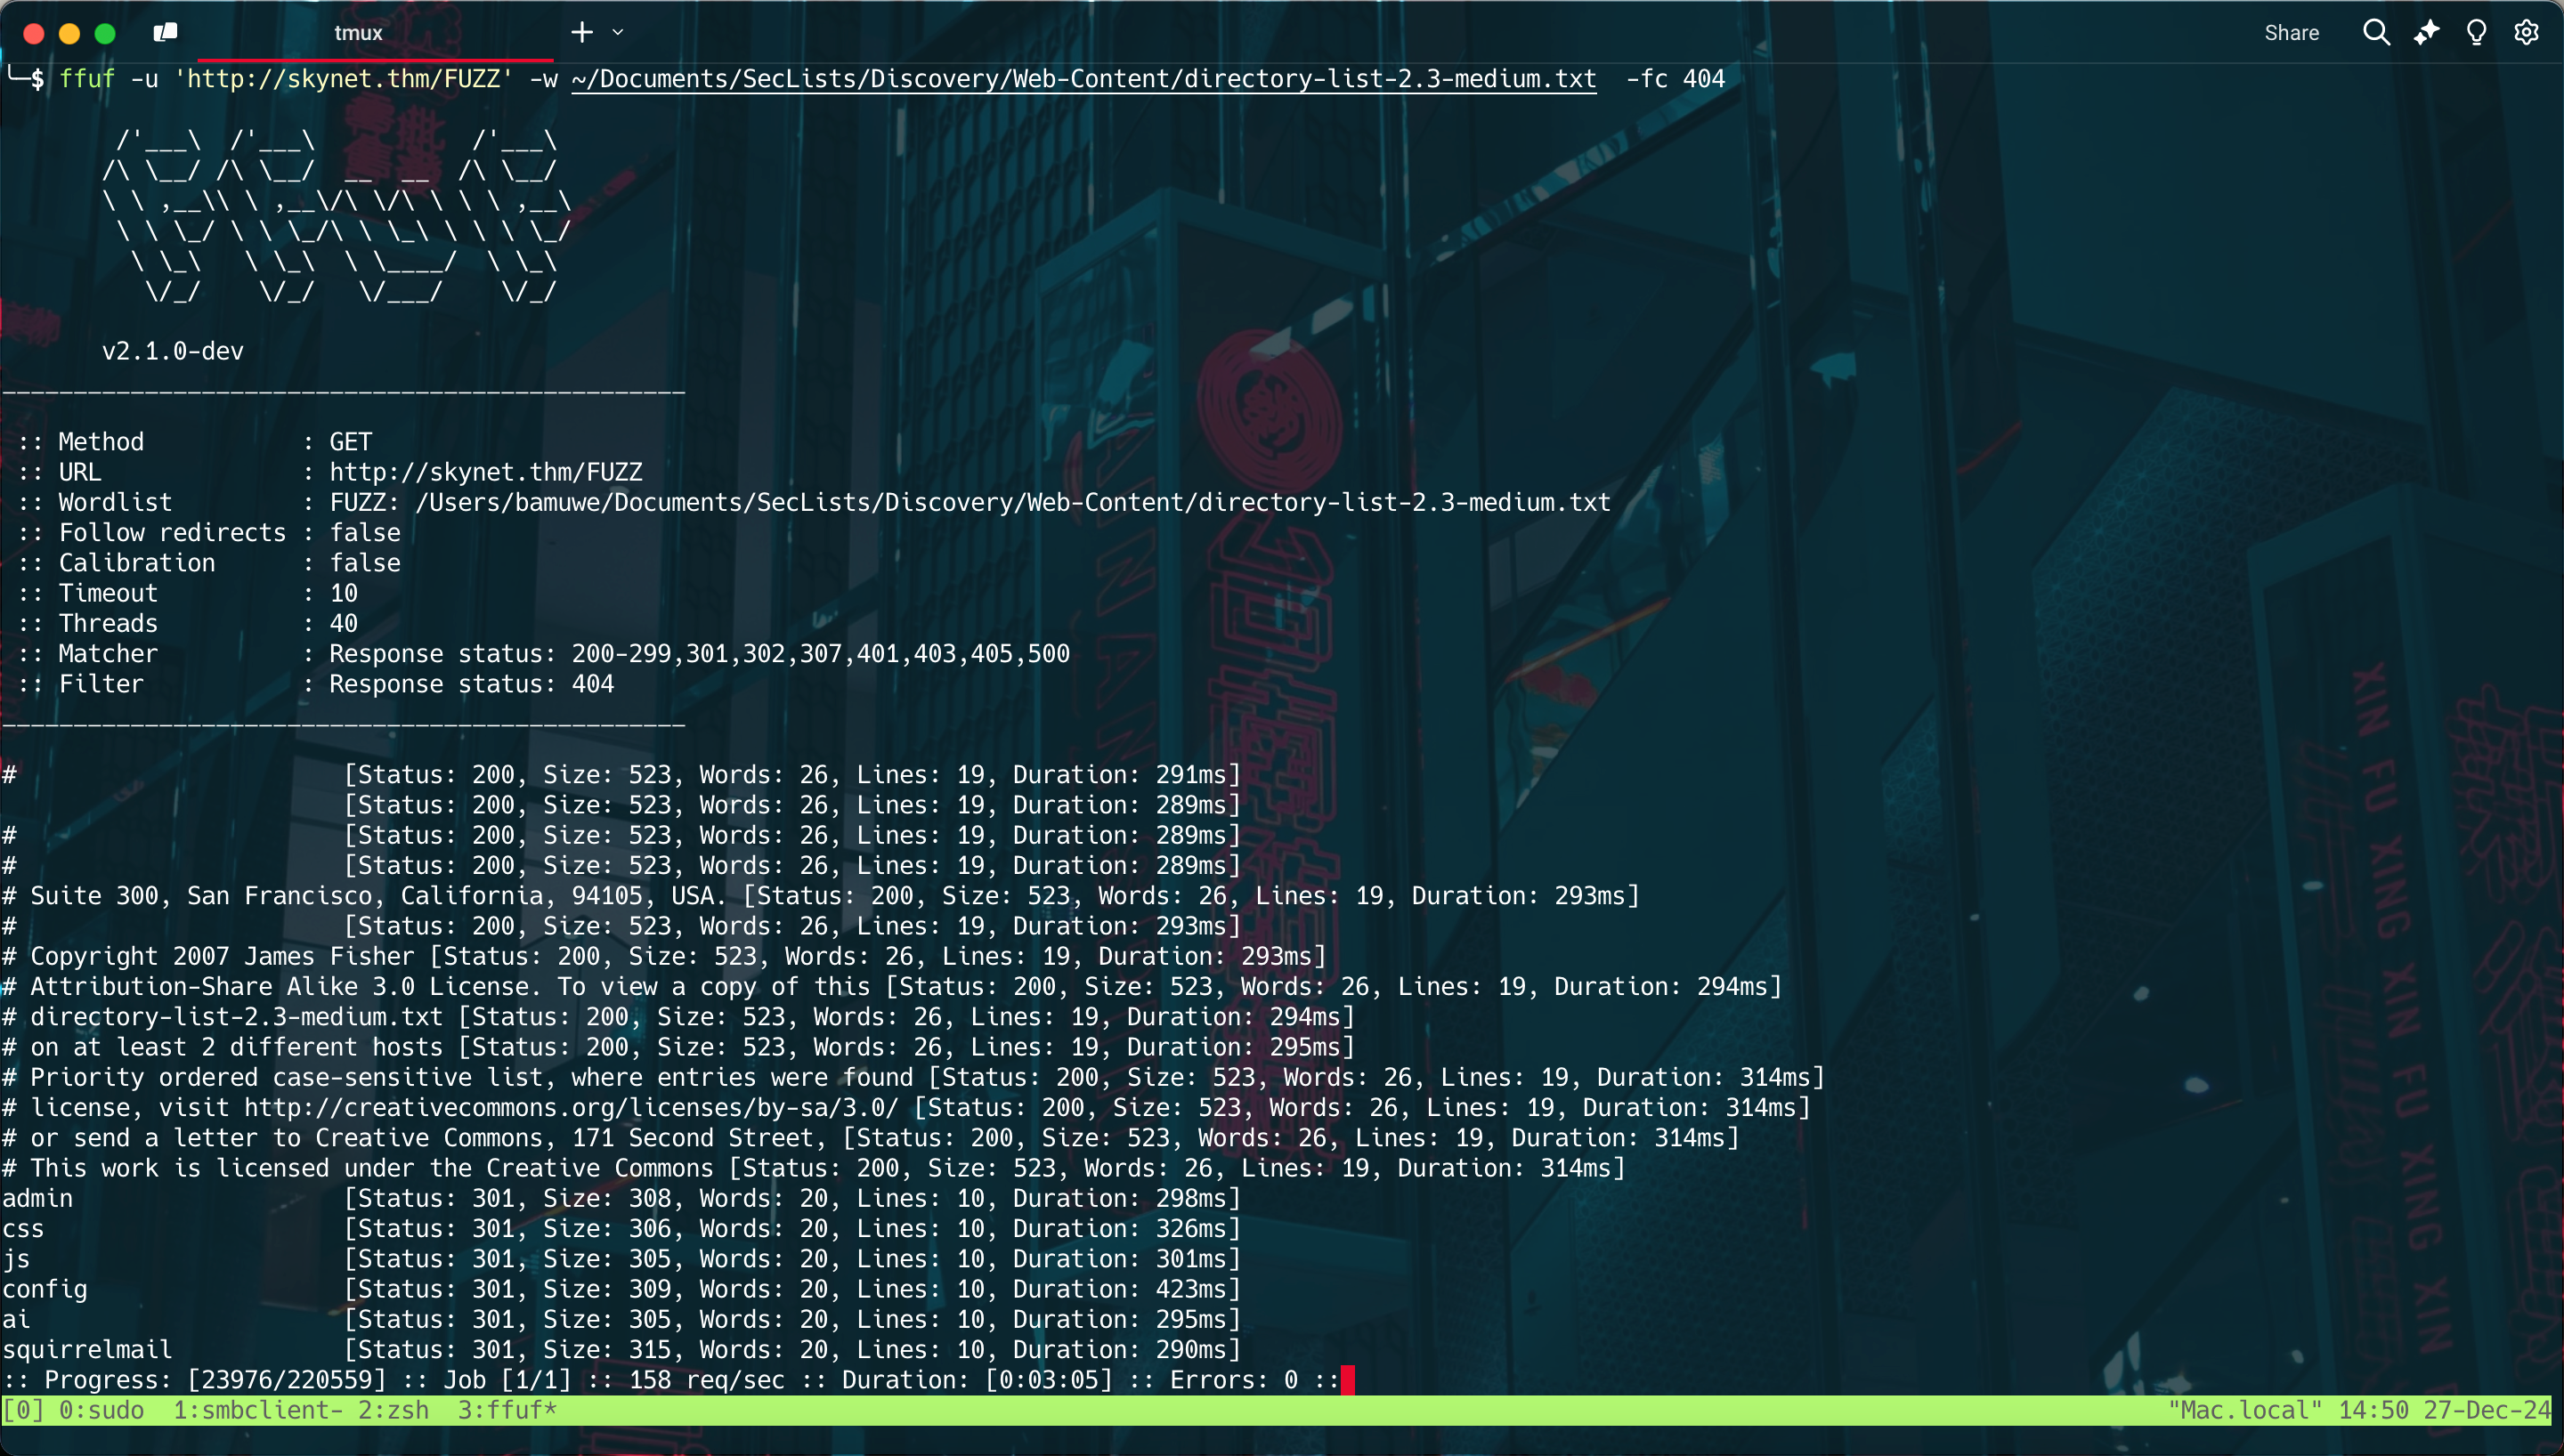 tmux
Share
╰─$ ffuf -u 'http://skynet.thm/FUZZ' -w ~/Documents/SecLists/Discovery/Web-Content/directory-list-2.3-medium.txt  -fc 404
        /'___\  /'___\           /'___\
       /\ \__/ /\ \__/  __  __  /\ \__/
       \ \ ,__\\ \ ,__\/\ \/\ \ \ \ ,__\
        \ \ \_/ \ \ \_/\ \ \_\ \ \ \ \_/
         \ \_\   \ \_\  \ \____/  \ \_\
          \/_/    \/_/   \/___/    \/_/
v2.1.0-dev
________________________________________________
:: Method           : GET
:: URL              : http://skynet.thm/FUZZ
:: Wordlist         : FUZZ: /Users/bamuwe/Documents/SecLists/Discovery/Web-Content/directory-list-2.3-medium.txt
:: Follow redirects : false
:: Calibration      : false
:: Timeout          : 10
:: Threads          : 40
:: Matcher          : Response status: 200-299,301,302,307,401,403,405,500
:: Filter           : Response status: 404
________________________________________________
#                       [Status: 200, Size: 523, Words: 26, Lines: 19, Duration: 291ms]
                        [Status: 200, Size: 523, Words: 26, Lines: 19, Duration: 289ms]
#                       [Status: 200, Size: 523, Words: 26, Lines: 19, Duration: 289ms]
#                       [Status: 200, Size: 523, Words: 26, Lines: 19, Duration: 289ms]
# Suite 300, San Francisco, California, 94105, USA. [Status: 200, Size: 523, Words: 26, Lines: 19, Duration: 293ms]
#                       [Status: 200, Size: 523, Words: 26, Lines: 19, Duration: 293ms]
# Copyright 2007 James Fisher [Status: 200, Size: 523, Words: 26, Lines: 19, Duration: 293ms]
# Attribution-Share Alike 3.0 License. To view a copy of this [Status: 200, Size: 523, Words: 26, Lines: 19, Duration: 294ms]
# directory-list-2.3-medium.txt [Status: 200, Size: 523, Words: 26, Lines: 19, Duration: 294ms]
# on at least 2 different hosts [Status: 200, Size: 523, Words: 26, Lines: 19, Duration: 295ms]
# Priority ordered case-sensitive list, where entries were found [Status: 200, Size: 523, Words: 26, Lines: 19, Duration: 314ms]
# license, visit http://creativecommons.org/licenses/by-sa/3.0/ [Status: 200, Size: 523, Words: 26, Lines: 19, Duration: 314ms]
# or send a letter to Creative Commons, 171 Second Street, [Status: 200, Size: 523, Words: 26, Lines: 19, Duration: 314ms]
# This work is licensed under the Creative Commons [Status: 200, Size: 523, Words: 26, Lines: 19, Duration: 314ms]
admin                   [Status: 301, Size: 308, Words: 20, Lines: 10, Duration: 298ms]
css                     [Status: 301, Size: 306, Words: 20, Lines: 10, Duration: 326ms]
js                      [Status: 301, Size: 305, Words: 20, Lines: 10, Duration: 301ms]
config                  [Status: 301, Size: 309, Words: 20, Lines: 10, Duration: 423ms]
ai                      [Status: 301, Size: 305, Words: 20, Lines: 10, Duration: 295ms]
squirrelmail            [Status: 301, Size: 315, Words: 20, Lines: 10, Duration: 290ms]
:: Progress: [23976/220559] :: Job [1/1] :: 158 req/sec :: Duration: [0:03:05] :: Errors: 0 ::
[0] 0:sudo  1:smbclient- 2:zsh  3:ffuf*
"Mac.local" 14:50 27-Dec-24
XIN FU XING XIN FU XING XIN